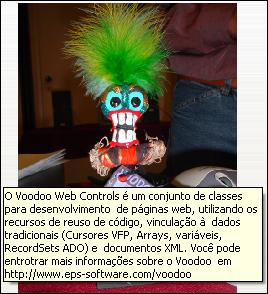 O Voodoo Web Controls é um conjunto de classes
para desenvolvimento  de páginas web, utilizando os
recursos de reuso de código, vinculação à  dados
tradicionais (Cursores VFP, Arrays, variáveis,
RecordSets ADO) e  documentos XML. Você pode
entrotrar mais informações sobre o Voodoo  em
http://www.eps-software.com/voodoo